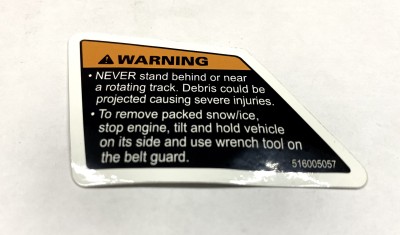 ⚠ WARNING
• NEVER stand behind or near
a rotating track. Debris could be
projected causing severe injuries.
• To remove packed snow/ice,
stop engine, tilt and hold vehicle
on its side and use wrench tool on
the belt guard.
516005057